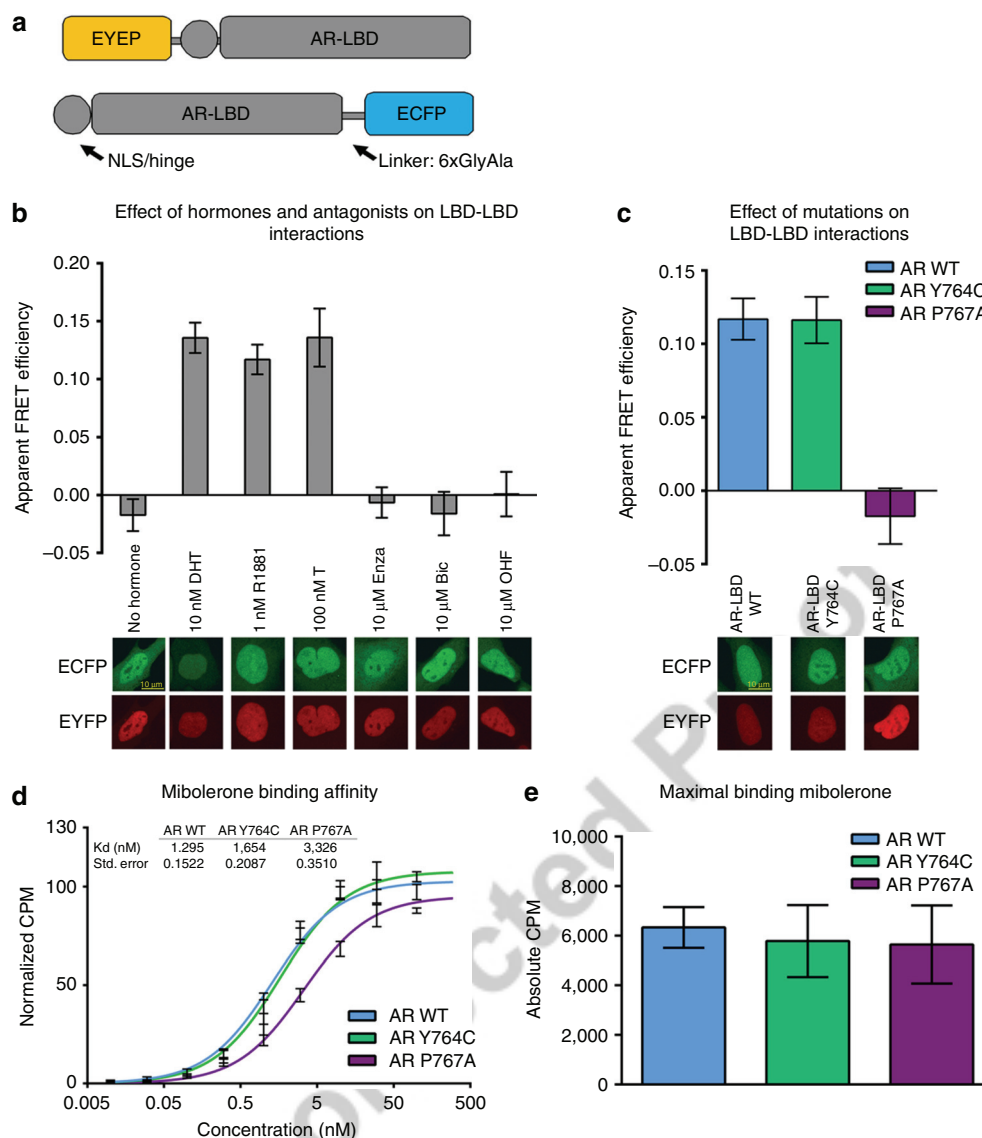 a
EYEP
AR-LBD
AR-LBD
ECFP
NLS/hinge
Linker: 6xGlyAla
b
Effect of hormones and antagonists on LBD-LBD
interactions
0.20
0.15
0.10
0.05
0.00
–0.05
Apparent FRET efficiency
No hormone
10 nM DHT
1 nM R1881
100 nM T
10 μM Enza
10 μM Bic
10 μM OHF
ECFP
10 μm
EYFP
c
Effect of mutations on
LBD-LBD interactions
AR WT
AR Y764C
AR P767A
0.15
0.10
0.05
0.00
–0.05
Apparent FRET efficiency
AR-LBD
WT
AR-LBD
Y764C
AR-LBD
P767A
ECFP
10 μm
EYFP
d
Mibolerone binding affinity
AR WT AR Y764C AR P767A
Kd (nM) 1.295 1,654 3,326
Std. error 0.1522 0.2087 0.3510
130
100
50
0
Normalized CPM
AR WT
AR Y764C
AR P767A
0.005 0.05 0.5 5 50 500
Concentration (nM)
e
Maximal binding mibolerone
10,000
8000
6,000
4,000
2,000
0
Absolute CPM
AR WT
AR Y764C
AR P767A